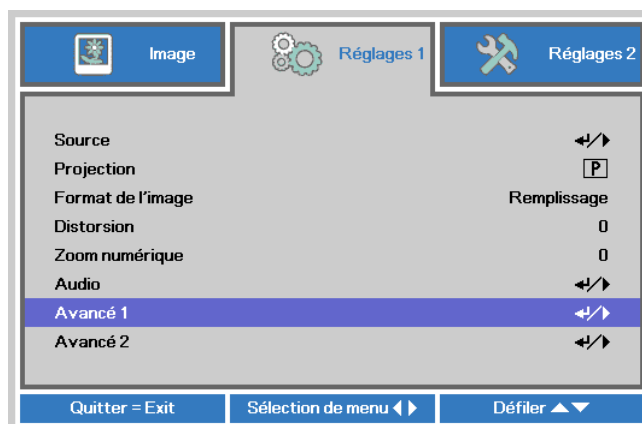 Image Réglages 1 Réglages 2
Source
Projection P
Format de l'image Remplissage
Distorsion 0
Zoom numérique 0
Audio
Avancé 1
Avancé 2
Quitter = Exit Sélection de menu Défiler